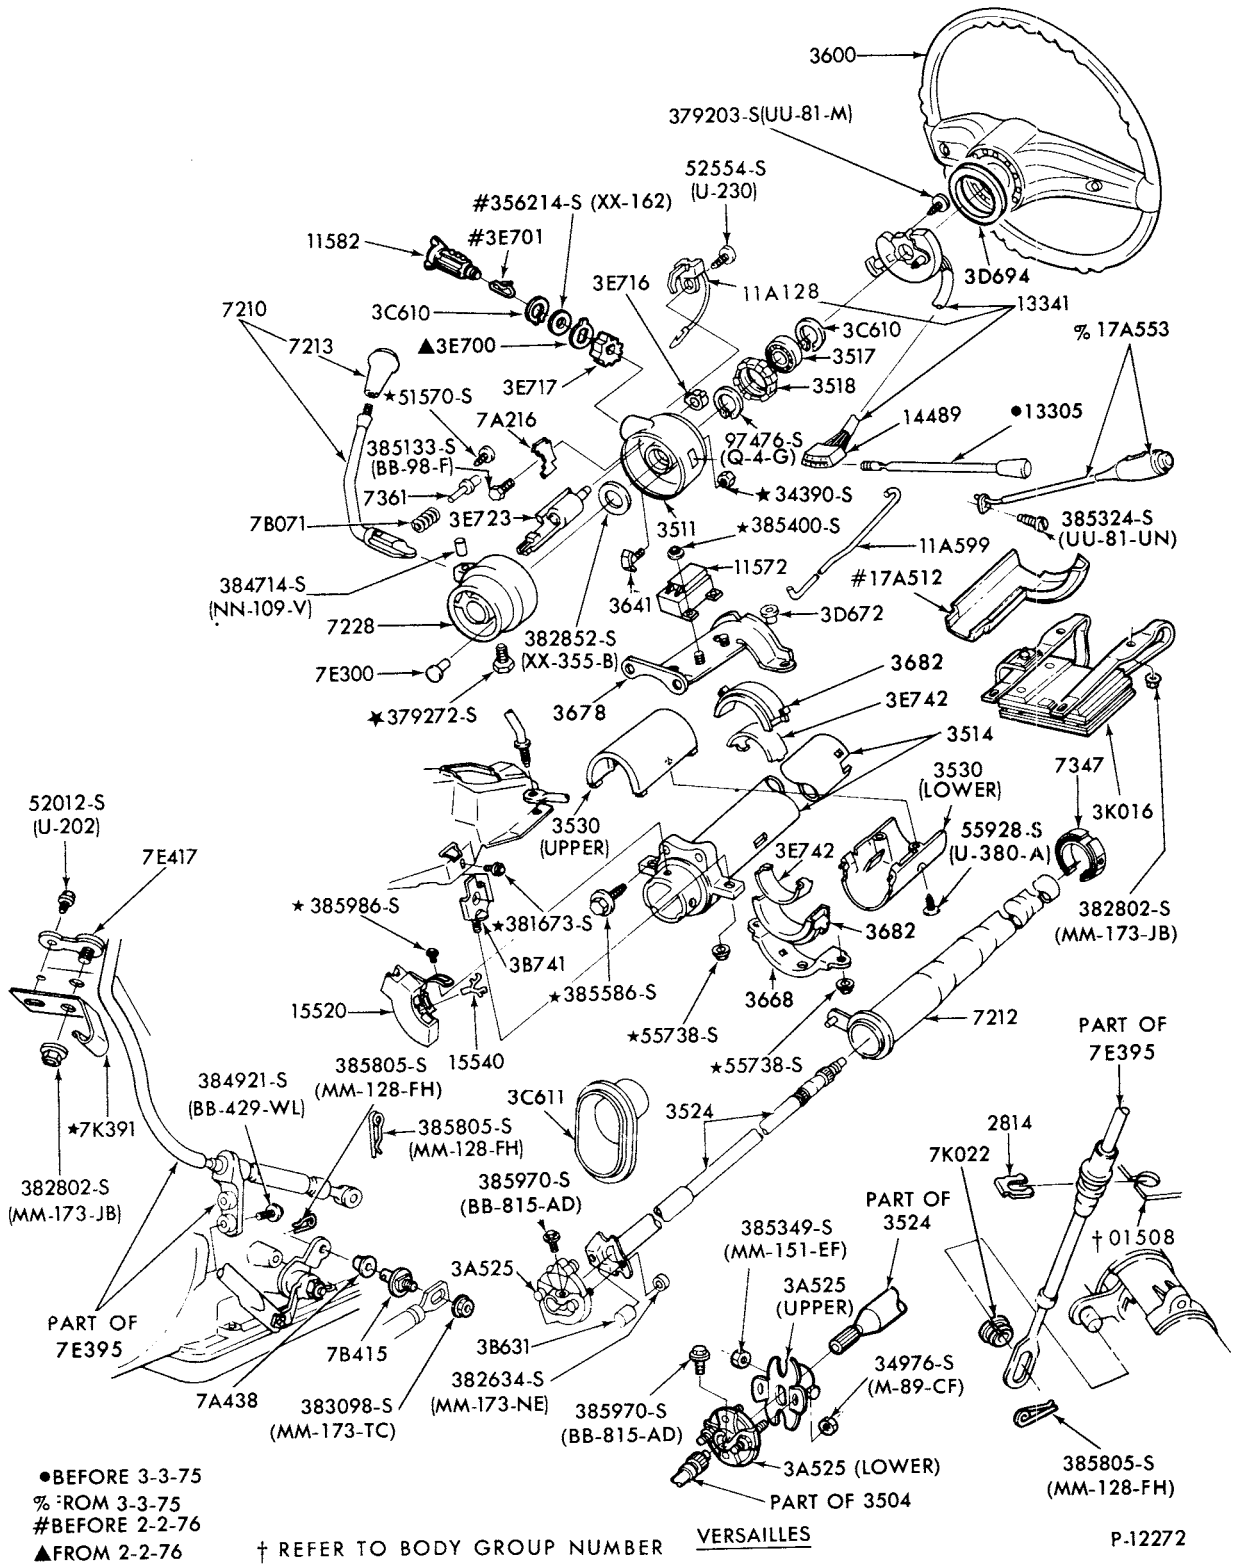 3600
379203-S(UU-81-M)
52554-S
(U-230)
#356214-S (XX-162)
11582
#3E701
3D694
3E716
11A128
13341
7210
3C610
3C610
% 17A553
7213
▲3E700
3517
3E717
3518
★51570-S
7A216
14489
●13305
385133-S
(BB-98-F)
97476-S
(Q-4-G)
7361
★34390-S
7B071
3E723
3511
★385400-S
385324-S
(UU-81-UN)
11A599
11572
#17A512
384714-S
(NN-109-V)
3641
3D672
7228
382852-S
(XX-355-B)
7E300
3682
3E742
★379272-S
3678
3514
7347
3530
(LOWER)
52012-S
(U-202)
3530
(UPPER)
3K016
55928-S
(U-380-A)
7E417
3E742
★385986-S
★381673-S
382802-S
(MM-173-JB)
3682
3B741
★385586-S
3668
15520
7212
★55738-S
PART OF
7E395
15540
★55738-S
385805-S
(MM-128-FH)
384921-S
(BB-429-WL)
3C611
3524
★7K391
385805-S
(MM-128-FH)
2814
7K022
382802-S
(MM-173-JB)
385970-S
(BB-815-AD)
PART OF
3524
385349-S
(MM-151-EF)
† 01508
3A525
3A525
(UPPER)
PART OF
7E395
7B415
3B631
34976-S
(M-89-CF)
7A438
383098-S
(MM-173-TC)
382634-S
(MM-173-NE)
385970-S
(BB-815-AD)
3A525 (LOWER)
385805-S
(MM-128-FH)
PART OF 3504
●BEFORE 3-3-75
% FROM 3-3-75
#BEFORE 2-2-76
▲FROM 2-2-76
† REFER TO BODY GROUP NUMBER
VERSAILLES
P-12272